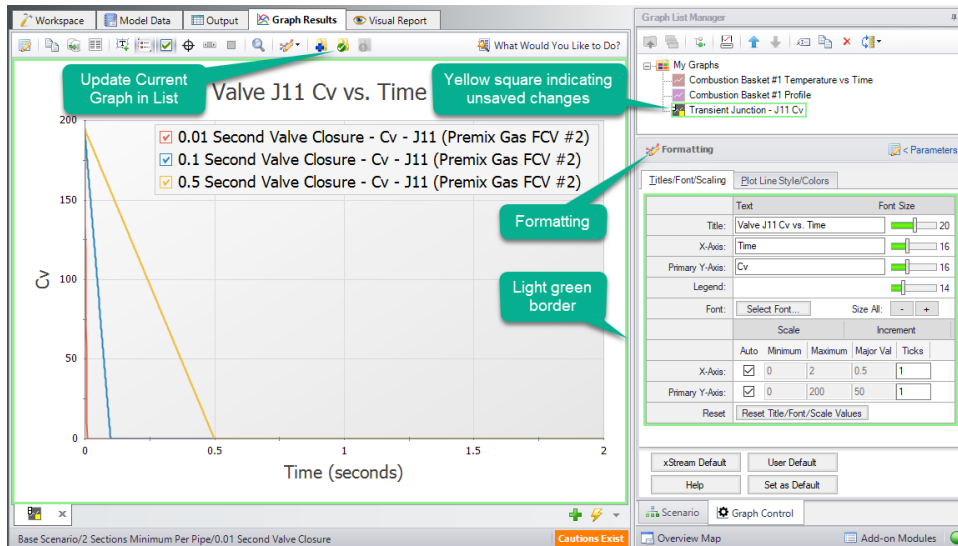 Workspace
Model Data
Output
Graph Results
Visual Report
What Would You Like to Do?
Update Current
Graph in List
Yellow square indicating
unsaved changes
Valve J11 Cv vs. Time
0.01 Second Valve Closure - Cv - J11 (Premix Gas FCV #2)
0.1 Second Valve Closure - Cv - J11 (Premix Gas FCV #2)
0.5 Second Valve Closure - Cv - J11 (Premix Gas FCV #2)
200
150
100
50
0
Cv
0
0.5
1
1.5
2
Time (seconds)
Formatting
Light green
border
Base Scenario/2 Sections Minimum Per Pipe/0.01 Second Valve Closure
Cautions Exist
Graph List Manager
My Graphs
Combustion Basket #1 Temperature vs Time
Combustion Basket #1 Profile
Transient Junction - J11 Cv
Formatting
< Parameters
Titles/Font/Scaling
Plot Line Style/Colors
Text
Font Size
Title:
Valve J11 Cv vs. Time
20
X-Axis:
Time
16
Primary Y-Axis:
Cv
16
Legend:
14
Font:
Select Font...
Size All:
-
+
Scale
Increment
Auto
Minimum
Maximum
Major Val
Ticks
X-Axis:
0
2
0.5
1
Primary Y-Axis:
0
200
50
1
Reset
Reset Title/Font/Scale Values
xStream Default
User Default
Help
Set as Default
Scenario
Graph Control
Overview Map
Add-on Modules